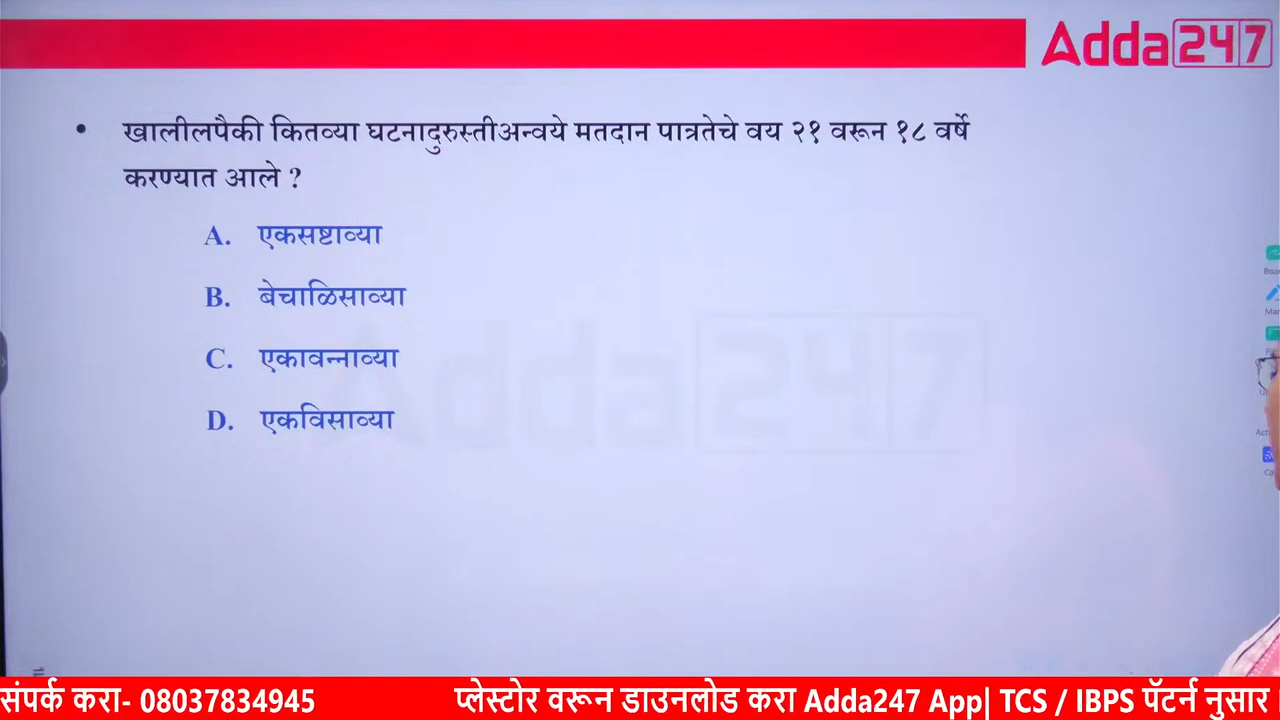 Adda247
• खालीलपैकी कितव्या घटनादुरुस्तीअन्वये मतदान पात्रतेचे वय २१ वरून १८ वर्षे
करण्यात आले ?
A. एकसष्टाव्या
B. बेचाळिसाव्या
C. एकावन्नाव्या
D. एकविसाव्या
Adda247
संपर्क करा- 08037834945 प्लेस्टोर वरून डाउनलोड करा Adda247 App| TCS / IBPS पॅटर्न नुसार